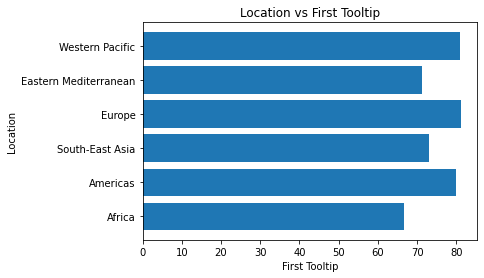 Location vs First Tooltip
Western Pacific
Eastern Mediterranean
Europe
South-East Asia
Americas
Africa
Location
0 10 20 30 40 50 60 70 80
First Tooltip